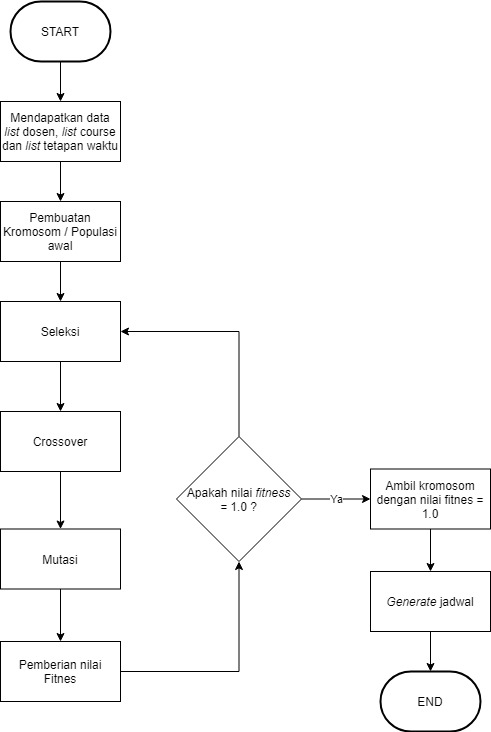 START
Mendapatkan data
list dosen, list course
dan list tetapan waktu
Pembuatan
Kromosom / Populasi
awal
Seleksi
Crossover
Mutasi
Pemberian nilai
Fitnes
Apakah nilai fitness
= 1.0 ?
Ya
Ambil kromosom
dengan nilai fitnes =
1.0
Generate jadwal
END